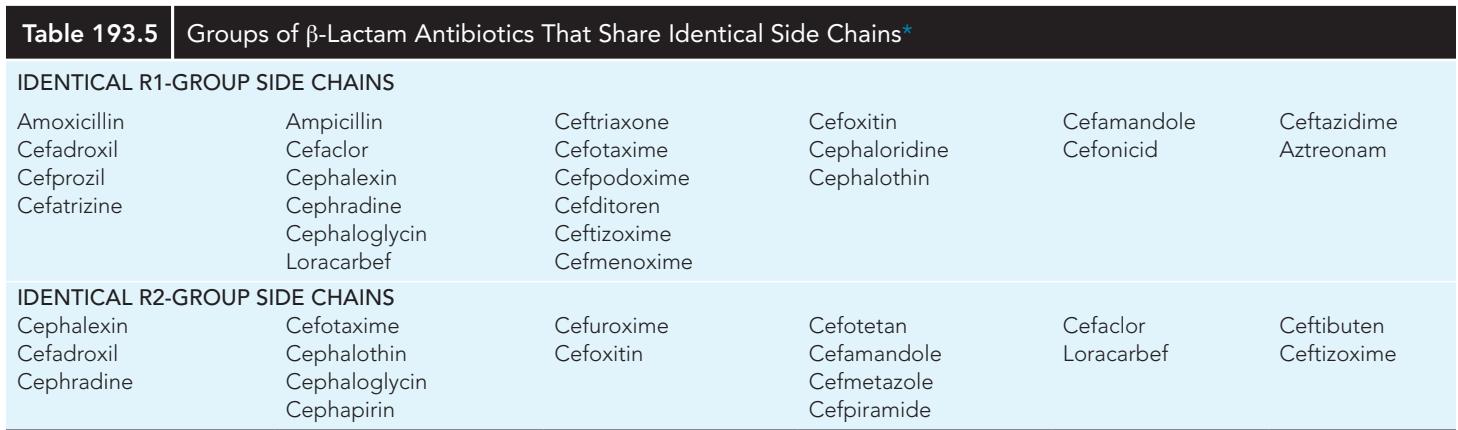 Table 193.5 Groups of β-Lactam Antibiotics That Share Identical Side Chains*
IDENTICAL R1-GROUP SIDE CHAINS
Amoxicillin Ampicillin Ceftriaxone Cefoxitin Cefamandole Ceftazidime
Cefadroxil Cefaclor Cefotaxime Cephaloridine Cefonicid Aztreonam
Cefprozil Cephalexin Cefpodoxime Cephalothin
Cefatrizine Cephradine Cefditoren
Cephaloglycin Ceftizoxime
Loracarbef Cefmenoxime
IDENTICAL R2-GROUP SIDE CHAINS
Cephalexin Cefotaxime Cefuroxime Cefotetan Cefaclor Ceftibuten
Cefadroxil Cephalothin Cefoxitin Cefamandole Loracarbef Ceftizoxime
Cephradine Cephaloglycin Cefmetazole
Cephapirin Cefpiramide